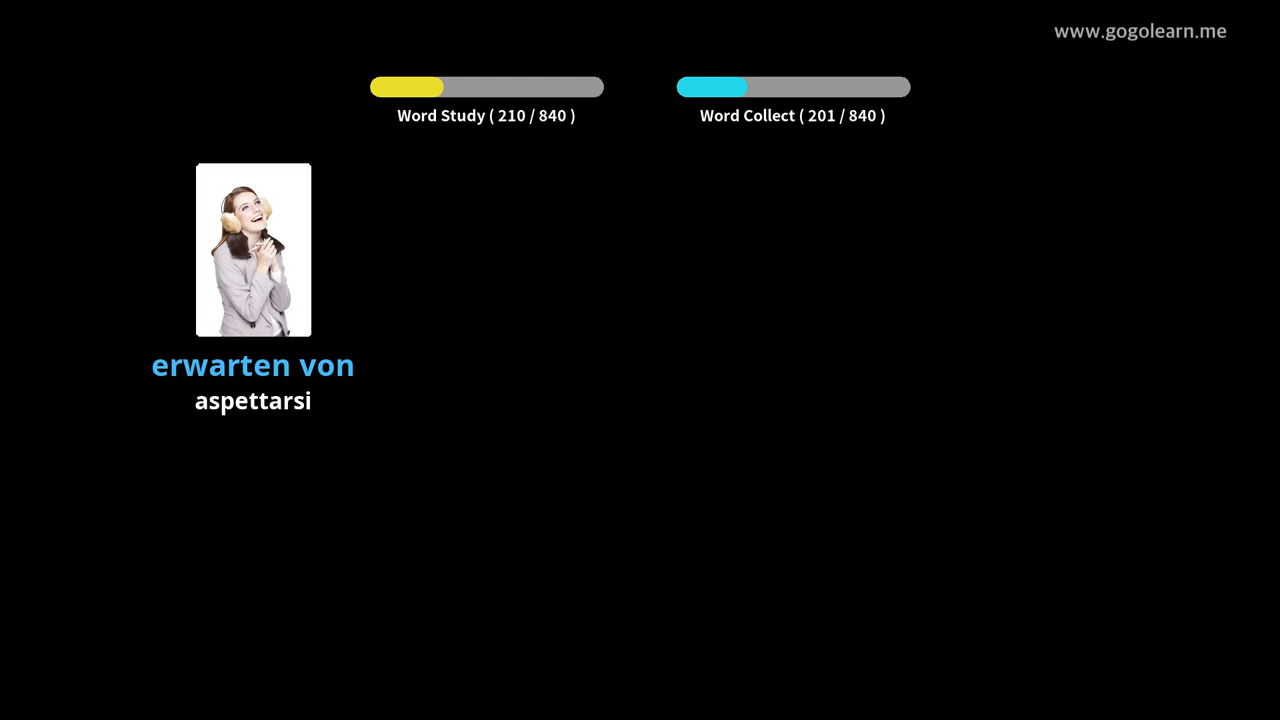 www.gogolearn.me
Word Study ( 210 / 840 )
Word Collect ( 201 / 840 )
erwarten von
aspettarsi